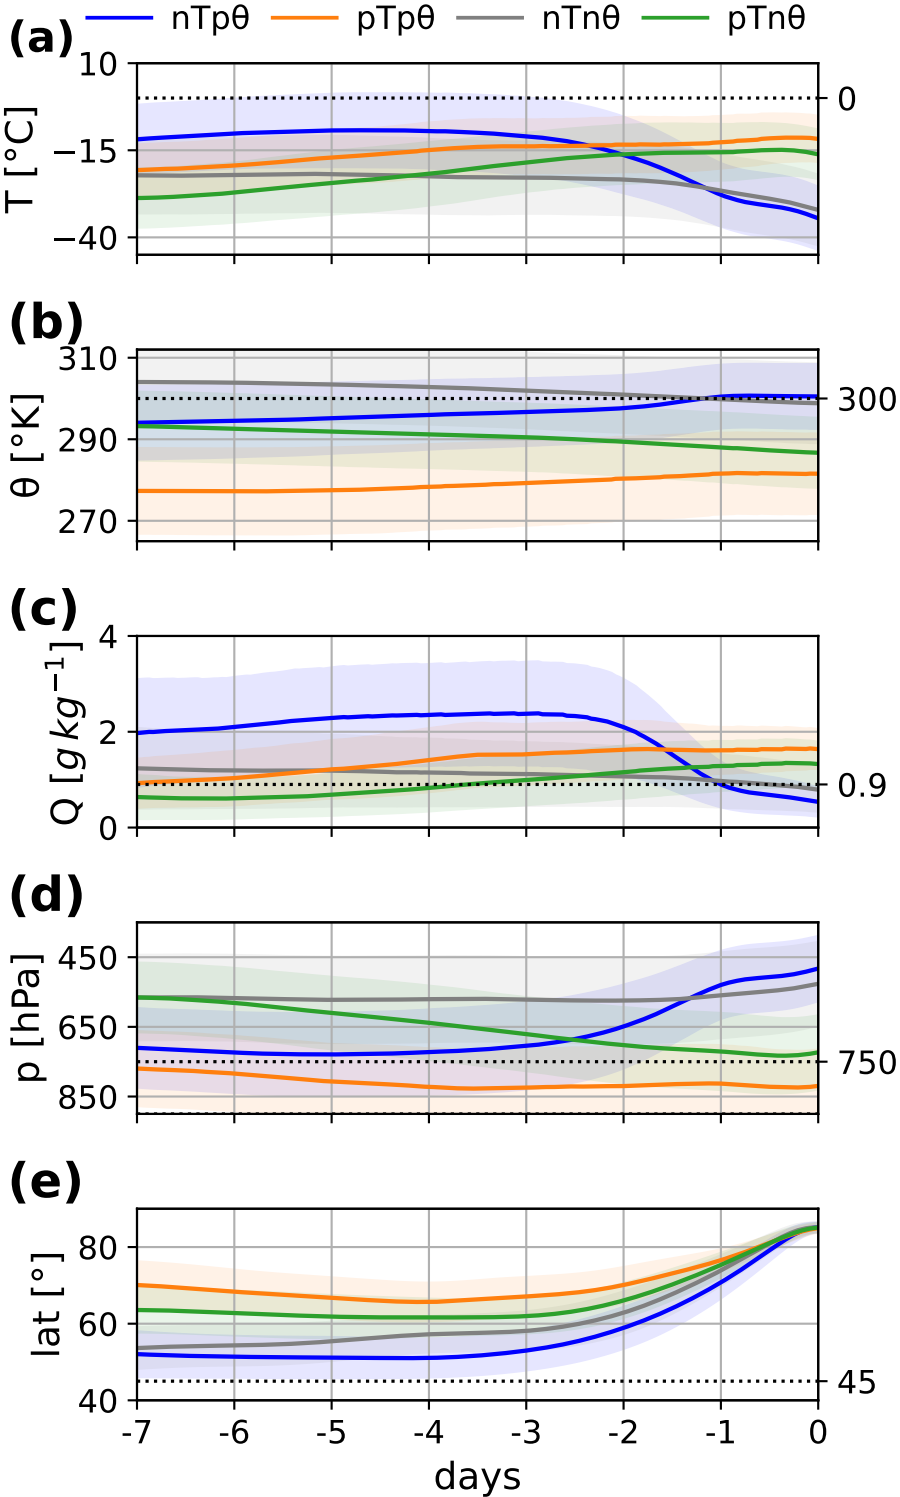 nTpθ pTpθ nTnθ pTnθ
(a)
T [°C]
10
−15
−40
0
(b)
θ [°K]
310
290
270
300
(c)
Q [g kg⁻¹]
4
2
0
0.9
(d)
p [hPa]
450
650
850
750
(e)
lat [°]
80
60
40
45
-7 -6 -5 -4 -3 -2 -1 0
days